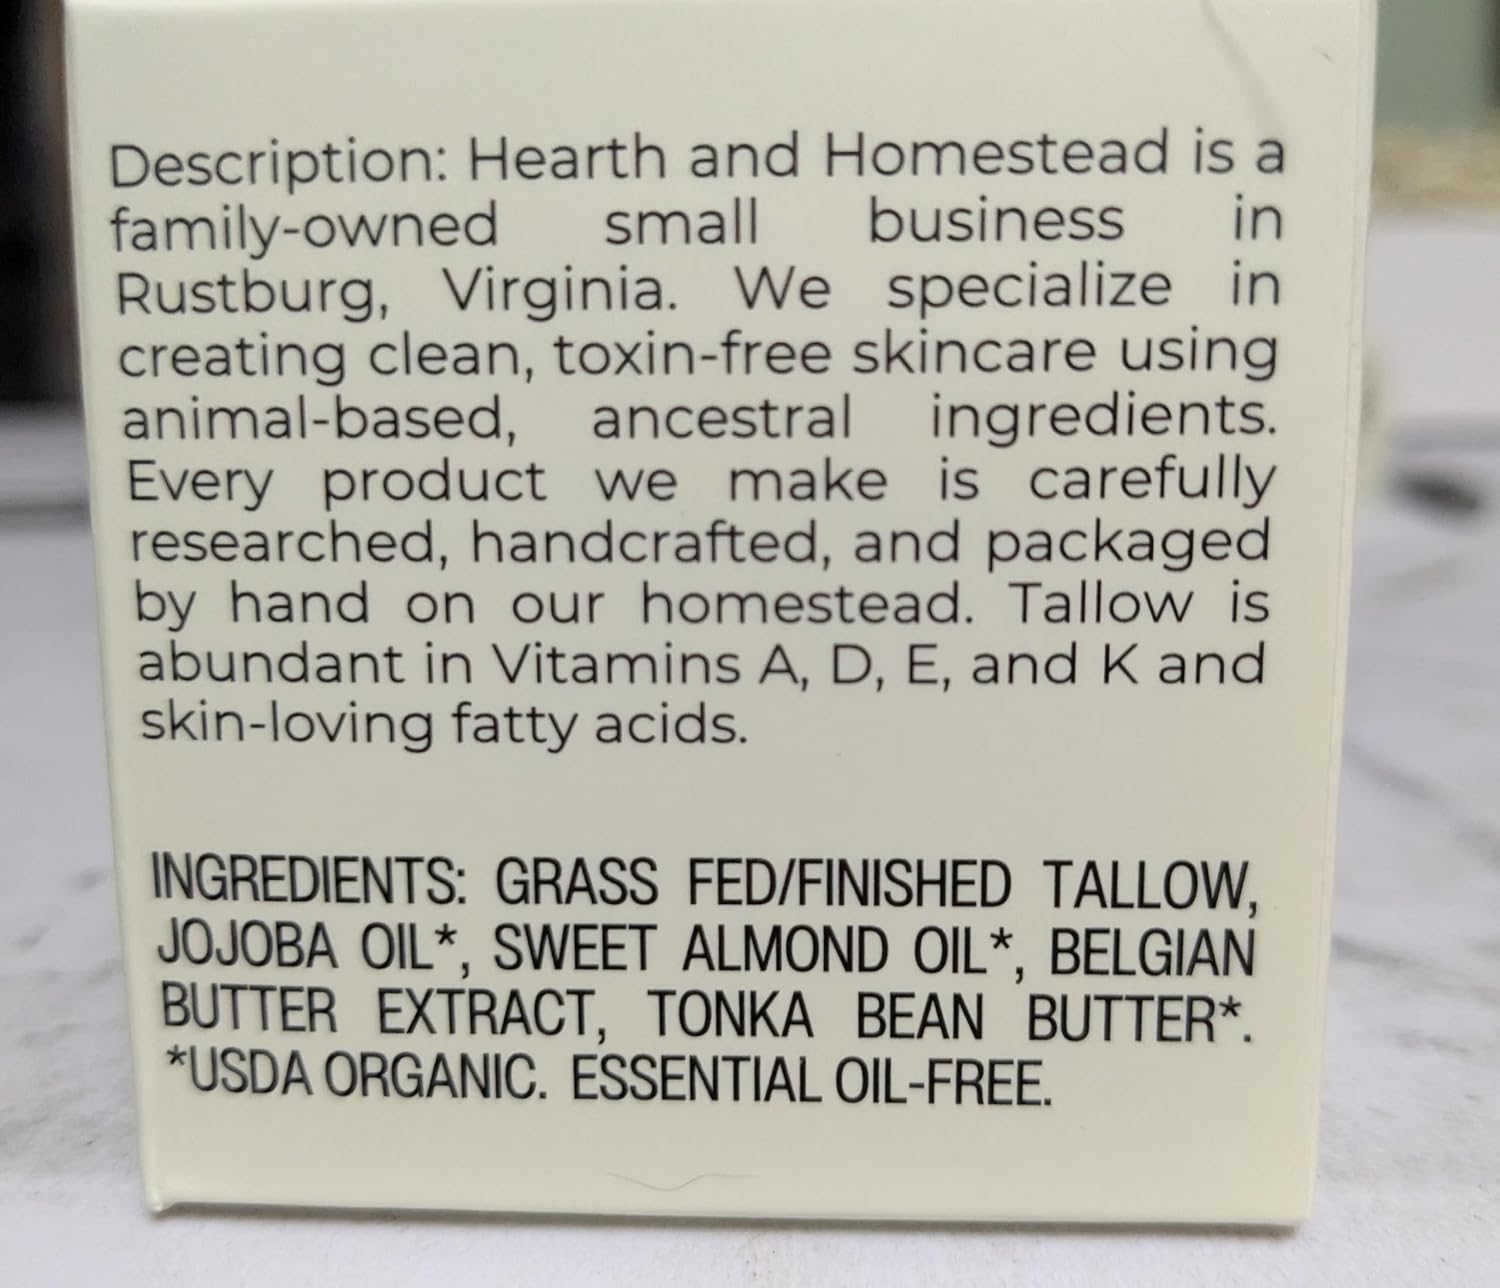 Description: Hearth and Homestead is a
family-owned small business in
Rustburg, Virginia. We specialize in
creating clean, toxin-free skincare using
animal-based, ancestral ingredients.
Every product we make is carefully
researched, handcrafted, and packaged
by hand on our homestead. Tallow is
abundant in Vitamins A, D, E, and K and
skin-loving fatty acids.
INGREDIENTS: GRASS FED/FINISHED TALLOW,
JOJOBA OIL*, SWEET ALMOND OIL*, BELGIAN
BUTTER EXTRACT, TONKA BEAN BUTTER*.
*USDA ORGANIC. ESSENTIAL OIL-FREE.